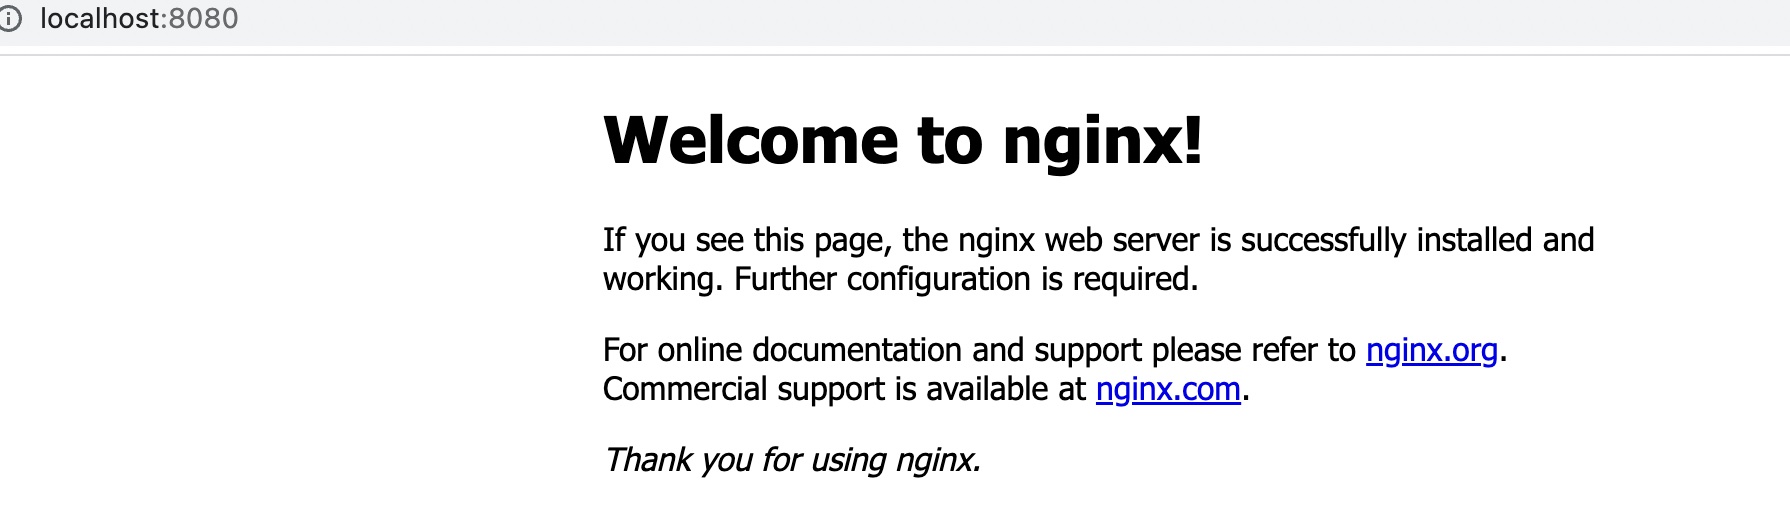 localhost:8080
Welcome to nginx!
If you see this page, the nginx web server is successfully installed and
working. Further configuration is required.
For online documentation and support please refer to nginx.org.
Commercial support is available at nginx.com.
Thank you for using nginx.